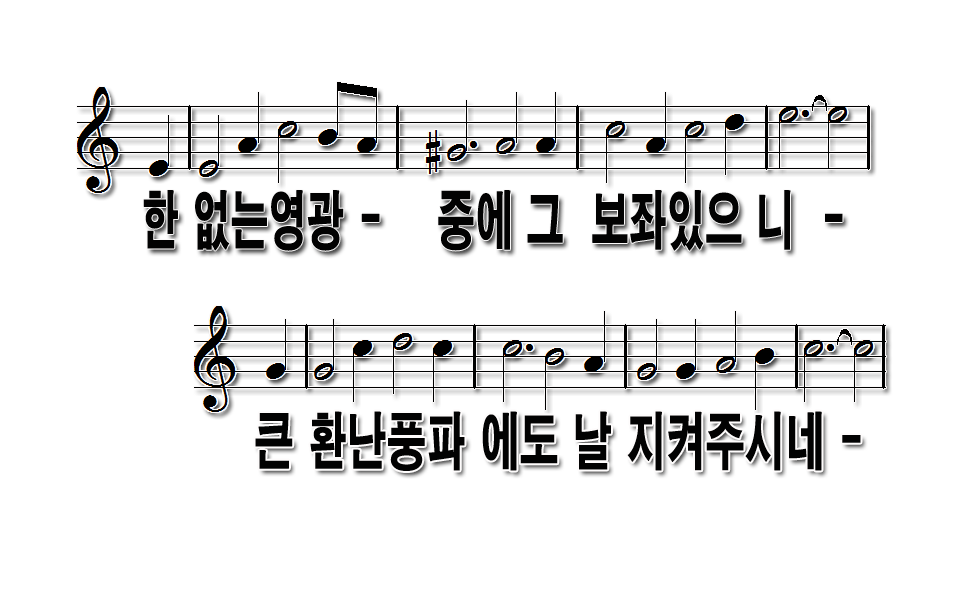 한 없는영광 - 중에 그 보좌있으 니 -
큰 환난풍파 에도 날 지켜주시네 -